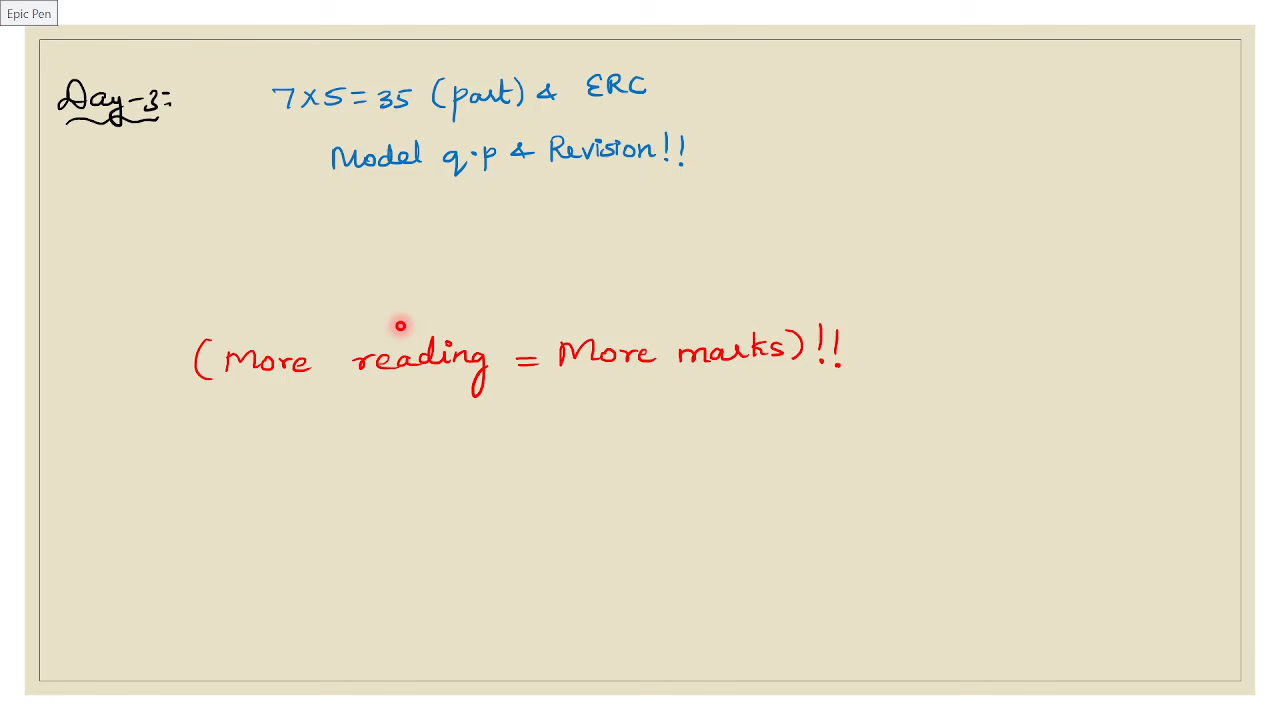 Epic Pen
Day-3:- 7x5=35 (part) & ERC
Model q.p & Revision!!
(More reading = More marks)!!